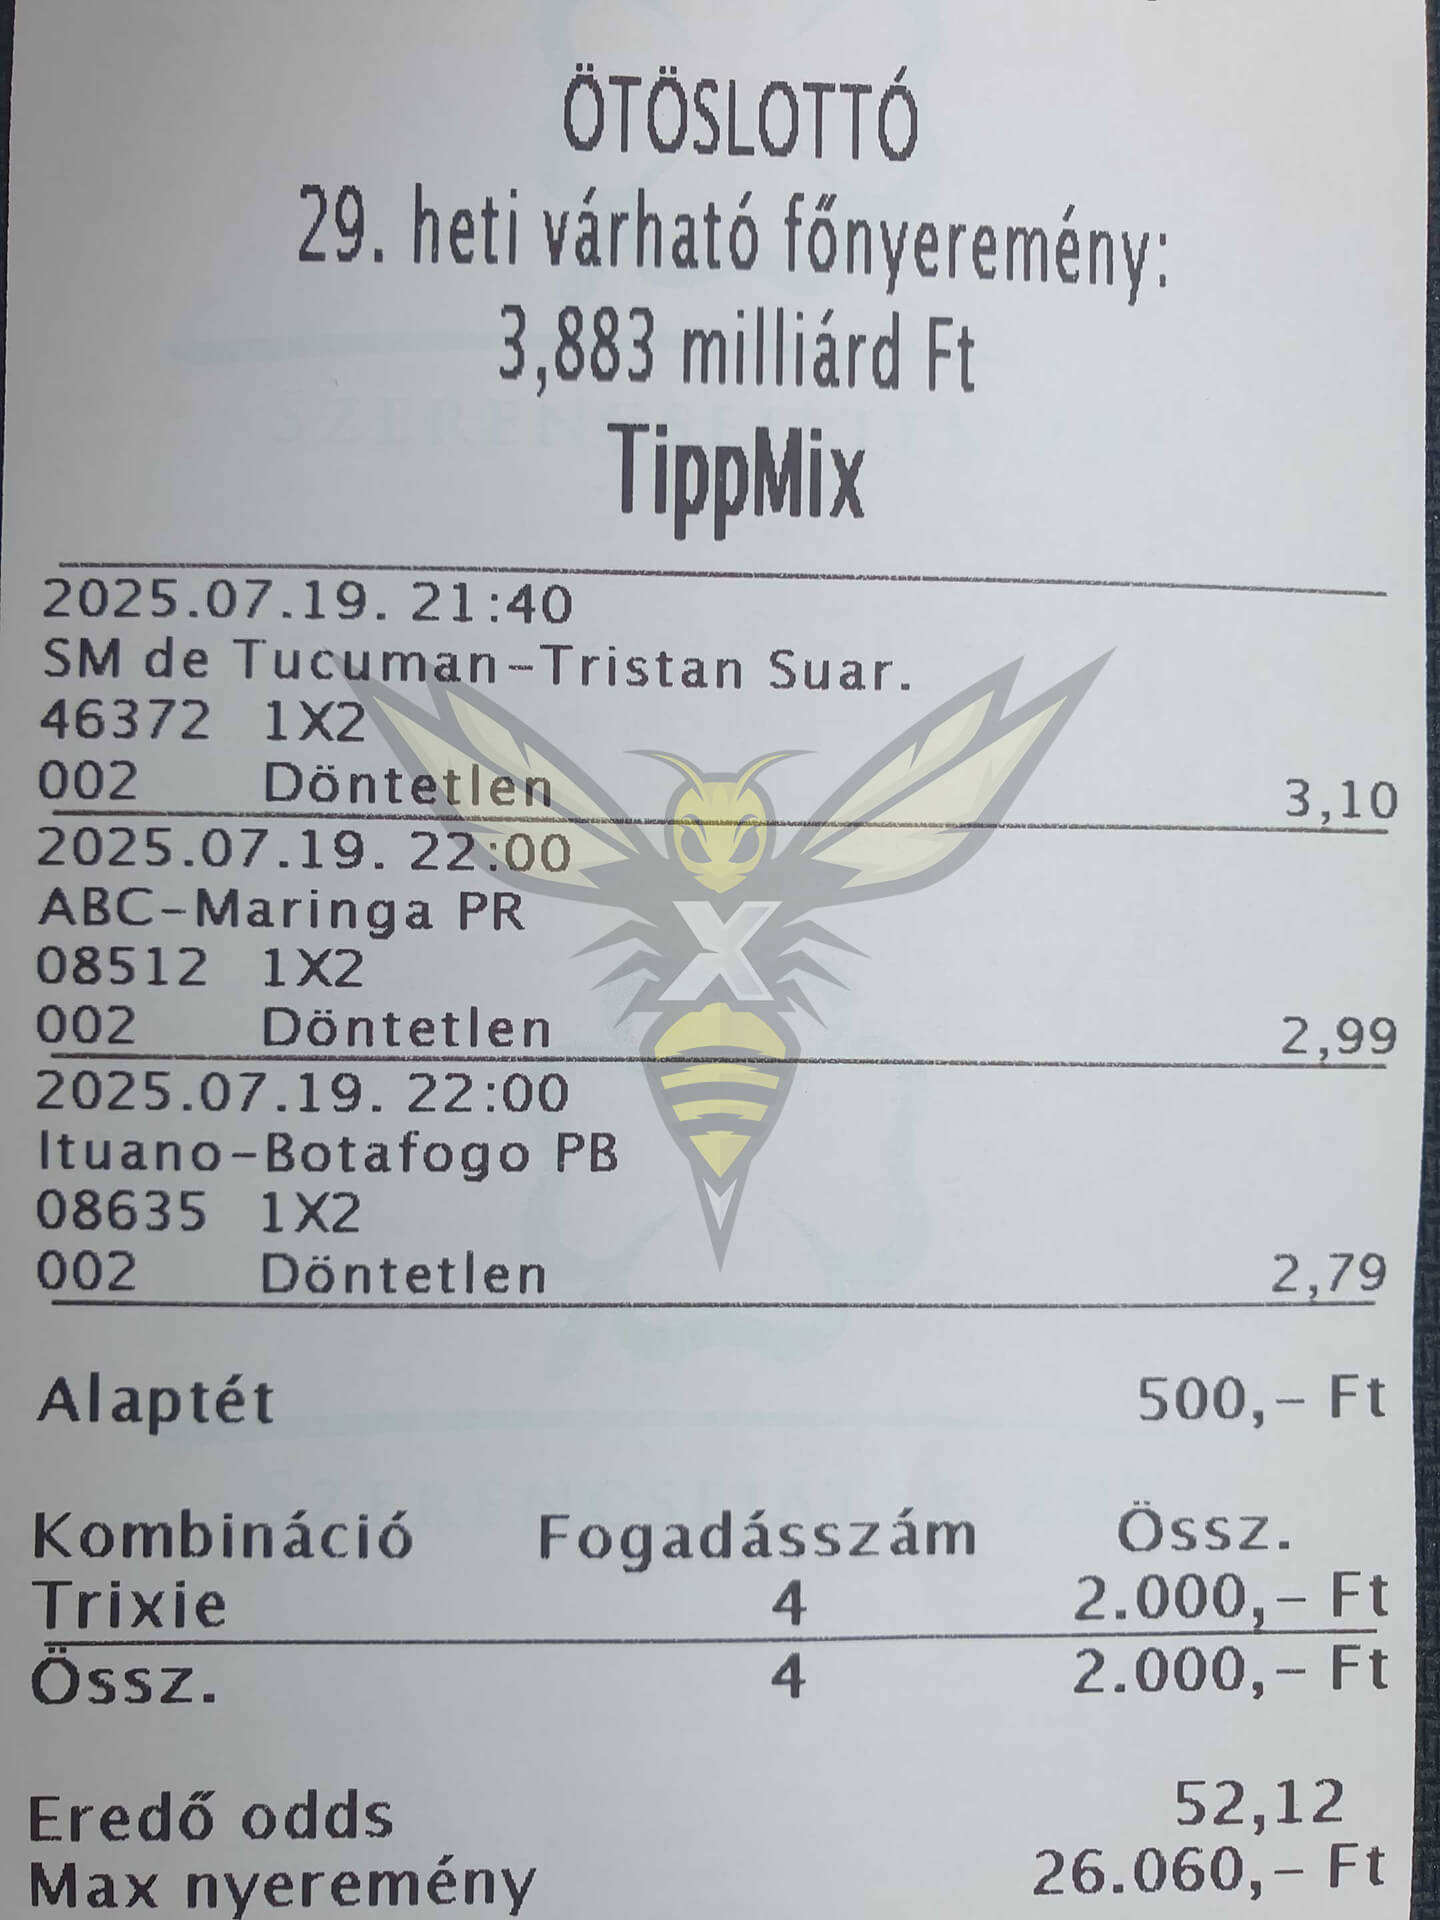 ÖTÖSLOTTÓ
29. heti várható főnyeremény:
3,883 milliárd Ft
TippMix
2025.07.19. 21:40
SM de Tucuman-Tristan Suar.
46372 1X2
002 Döntetlen 3,10
2025.07.19. 22:00
ABC-Maringa PR
08512 1X2
002 Döntetlen 2,99
2025.07.19. 22:00
Ituano-Botafogo PB
08635 1X2
002 Döntetlen 2,79
Alaptét 500,- Ft
Kombináció Fogadásszám Össz.
Trixie 4 2.000,- Ft
Össz. 4 2.000,- Ft
Eredő odds 52,12
Max nyeremény 26.060,- Ft
X